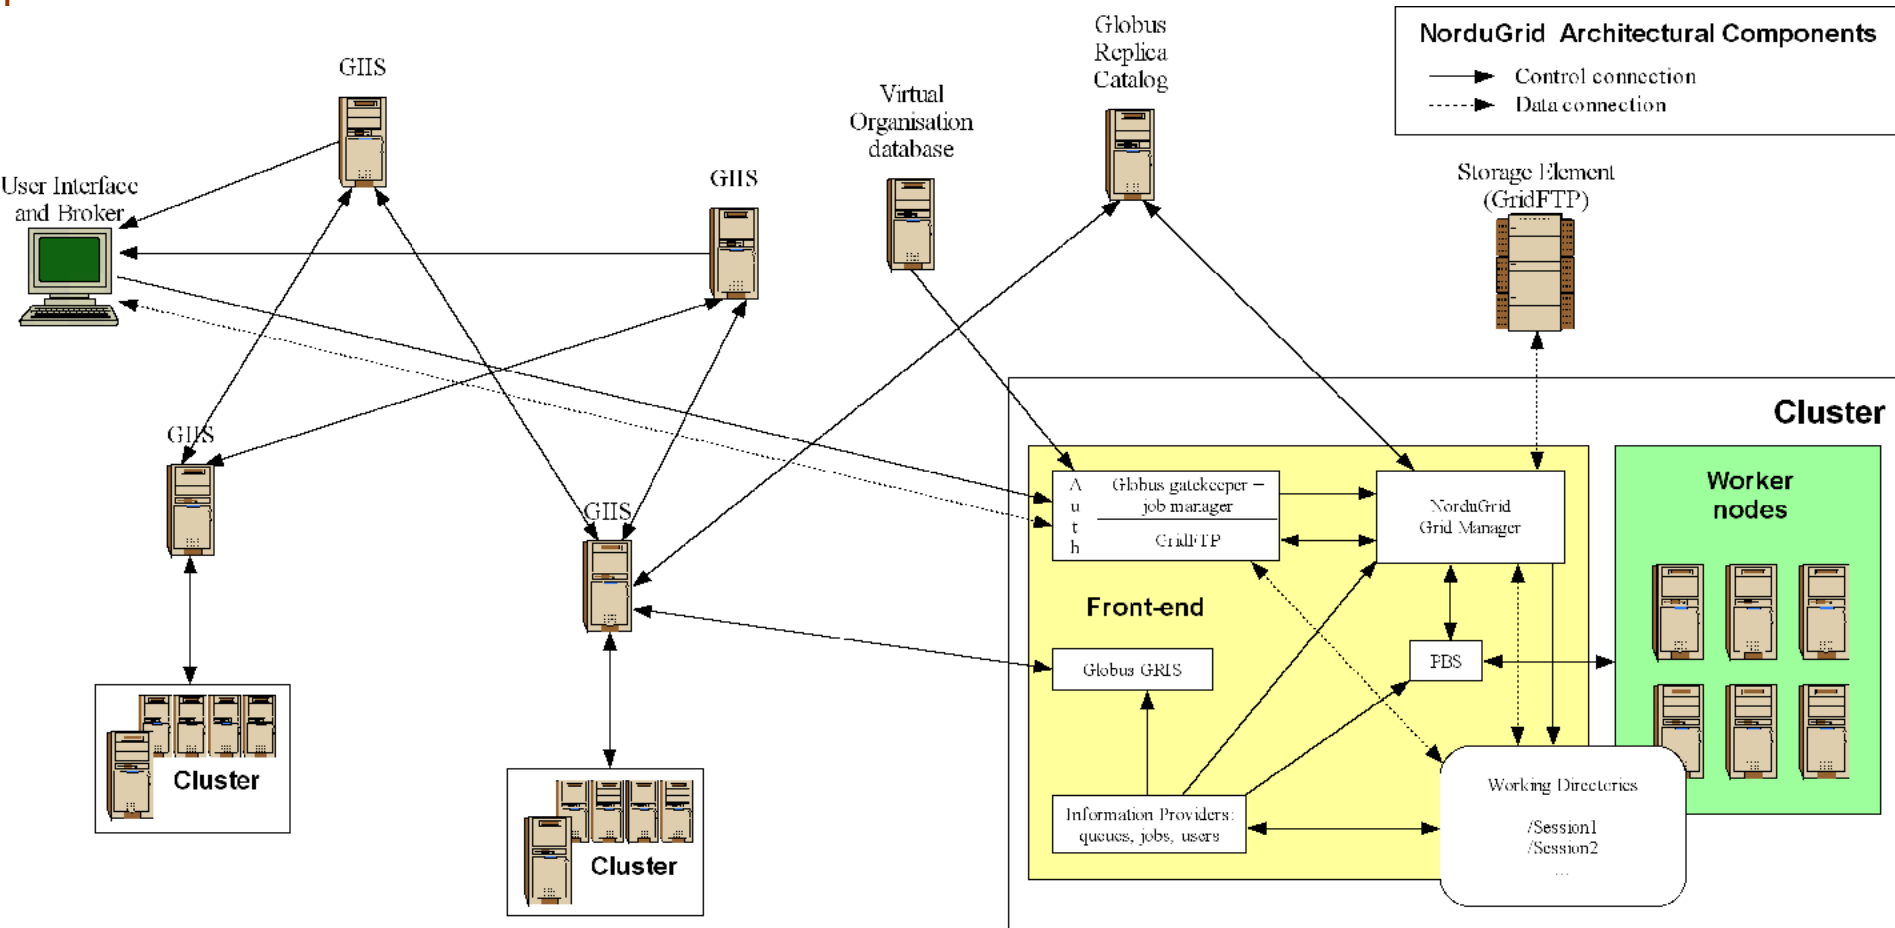 Globus
Replica
Catalog
NorduGrid Architectural Components
Control connection
Data connection
GIIS
Virtual
Organisation
database
Storage Element
(GridFTP)
User Interface
and Broker
GIIS
GIIS
GIIS
Cluster
Cluster
Cluster
A
u
t
h
Globus gatekeeper –
job manager
GridFTP
NorduGrid
Grid Manager
Worker
nodes
Front-end
Globus GRIS
PBS
Information Providers:
queues, jobs, users
Working Directories
/Session1
/Session2
...